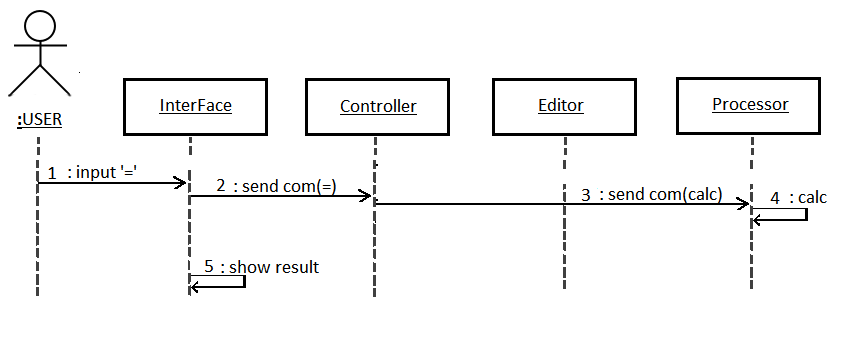 :USER
InterFace
Controller
Editor
Processor
1 : input '='
2 : send com(=)
3 : send com(calc)
4 : calc
5 : show result